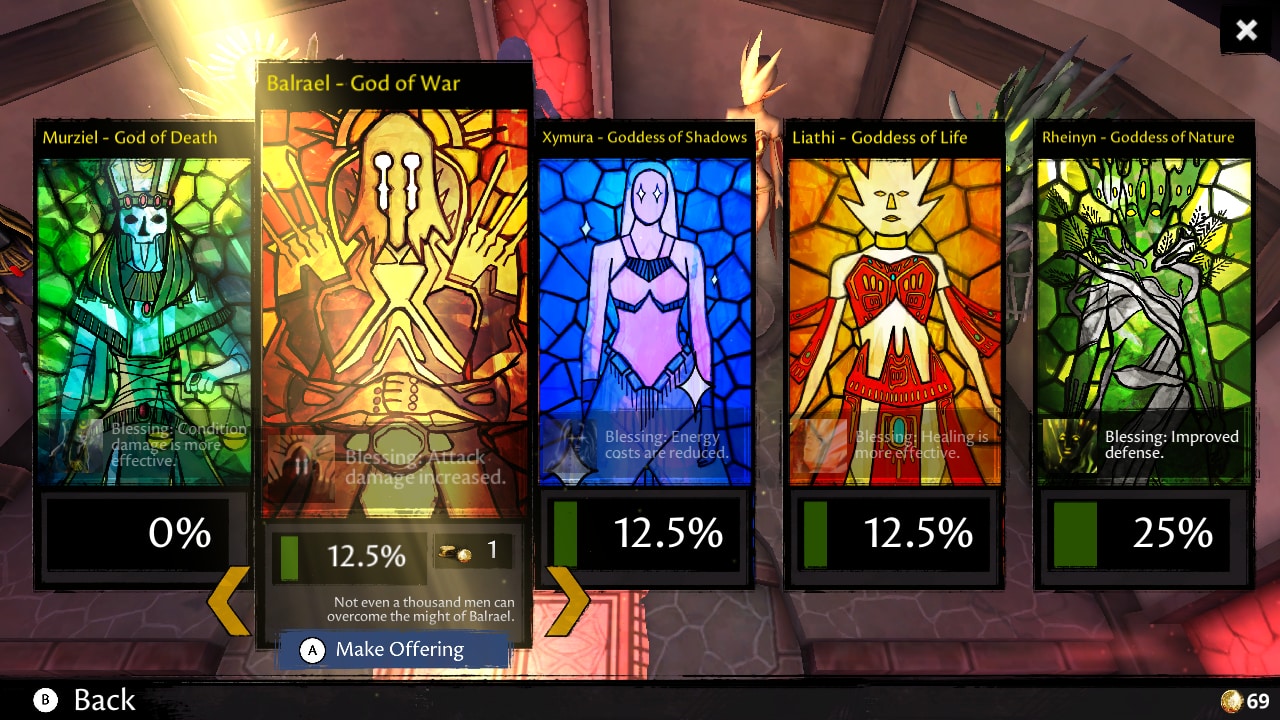 Murziel - God of Death
Blessing: Condition
damage is more
effective.
0%
Balrael - God of War
Blessing: Attack
damage increased.
12.5%
1
Not even a thousand men can
overcome the might of Balrael.
A Make Offering
Xymura - Goddess of Shadows
Blessing: Energy
costs are reduced.
12.5%
Liathi - Goddess of Life
Blessing: Healing is
more effective.
12.5%
Rheinyn - Goddess of Nature
Blessing: Improved
defense.
25%
B Back
69